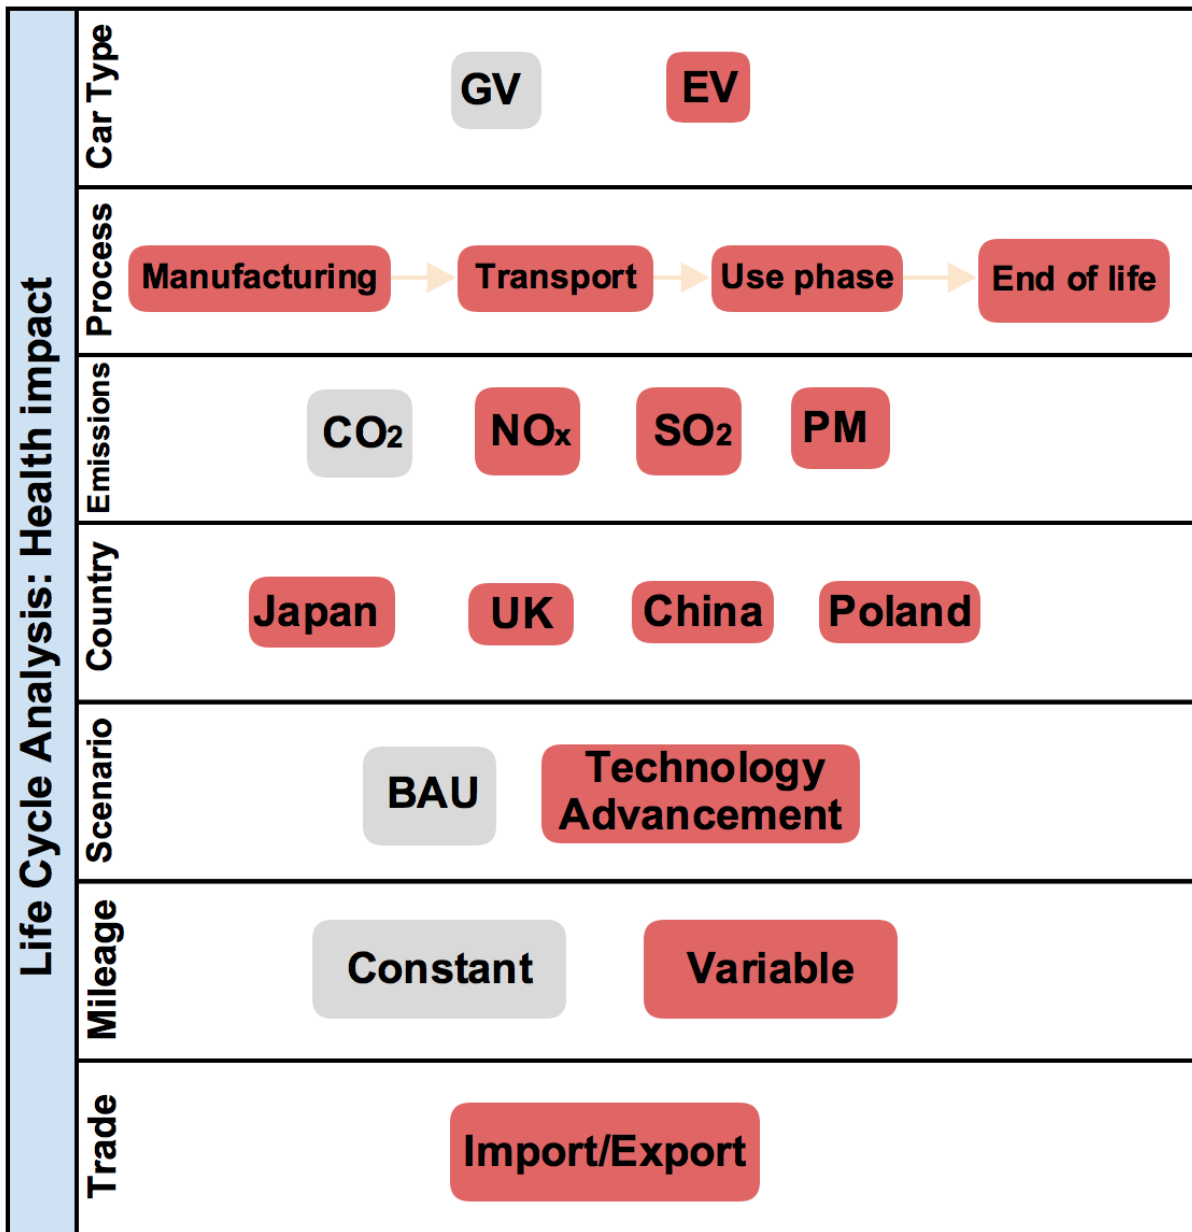 Life Cycle Analysis: Health impact
Car Type
GV
EV
Process
Manufacturing
Transport
Use phase
End of life
Emissions
CO₂
NOₓ
SO₂
PM
Country
Japan
UK
China
Poland
Scenario
BAU
Technology
Advancement
Mileage
Constant
Variable
Trade
Import/Export